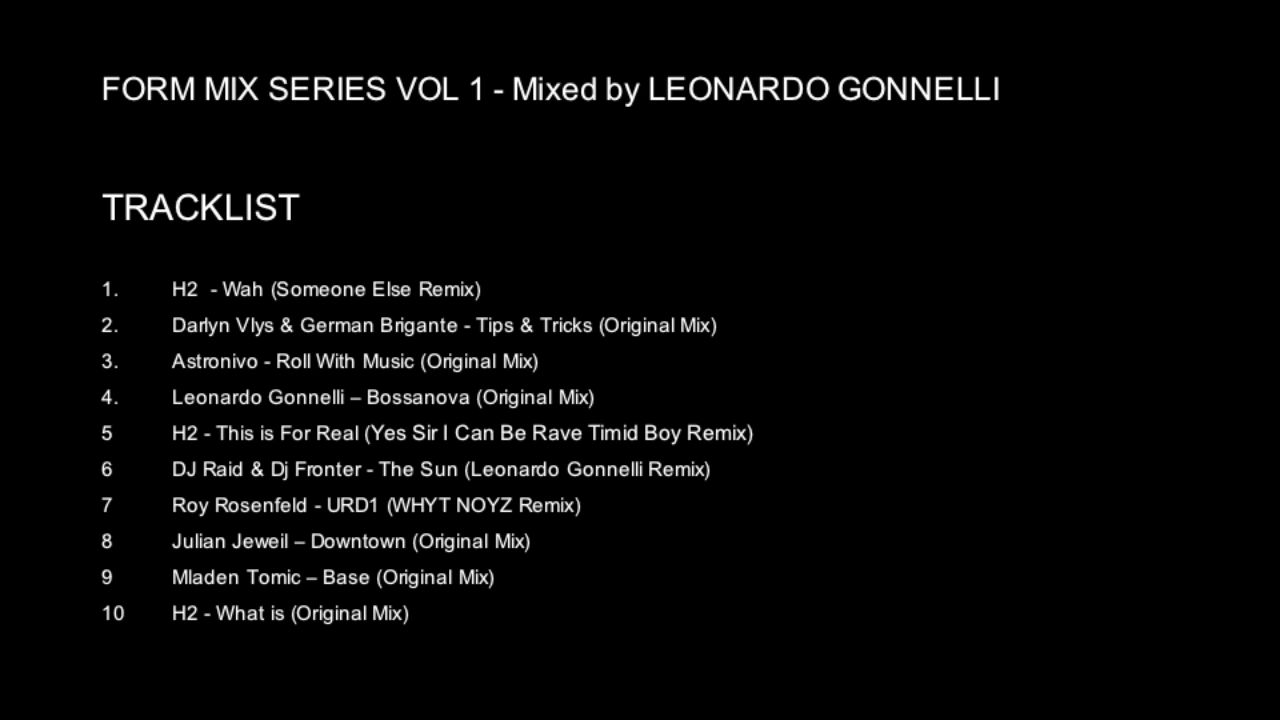 FORM MIX SERIES VOL 1 - Mixed by LEONARDO GONNELLI
TRACKLIST
1. H2 - Wah (Someone Else Remix)
2. Darlyn Vlys & German Brigante - Tips & Tricks (Original Mix)
3. Astronivo - Roll With Music (Original Mix)
4. Leonardo Gonnelli – Bossanova (Original Mix)
5 H2 - This is For Real (Yes Sir I Can Be Rave Timid Boy Remix)
6 DJ Raid & Dj Fronter - The Sun (Leonardo Gonnelli Remix)
7 Roy Rosenfeld - URD1 (WHYT NOYZ Remix)
8 Julian Jeweil – Downtown (Original Mix)
9 Mladen Tomic – Base (Original Mix)
10 H2 - What is (Original Mix)